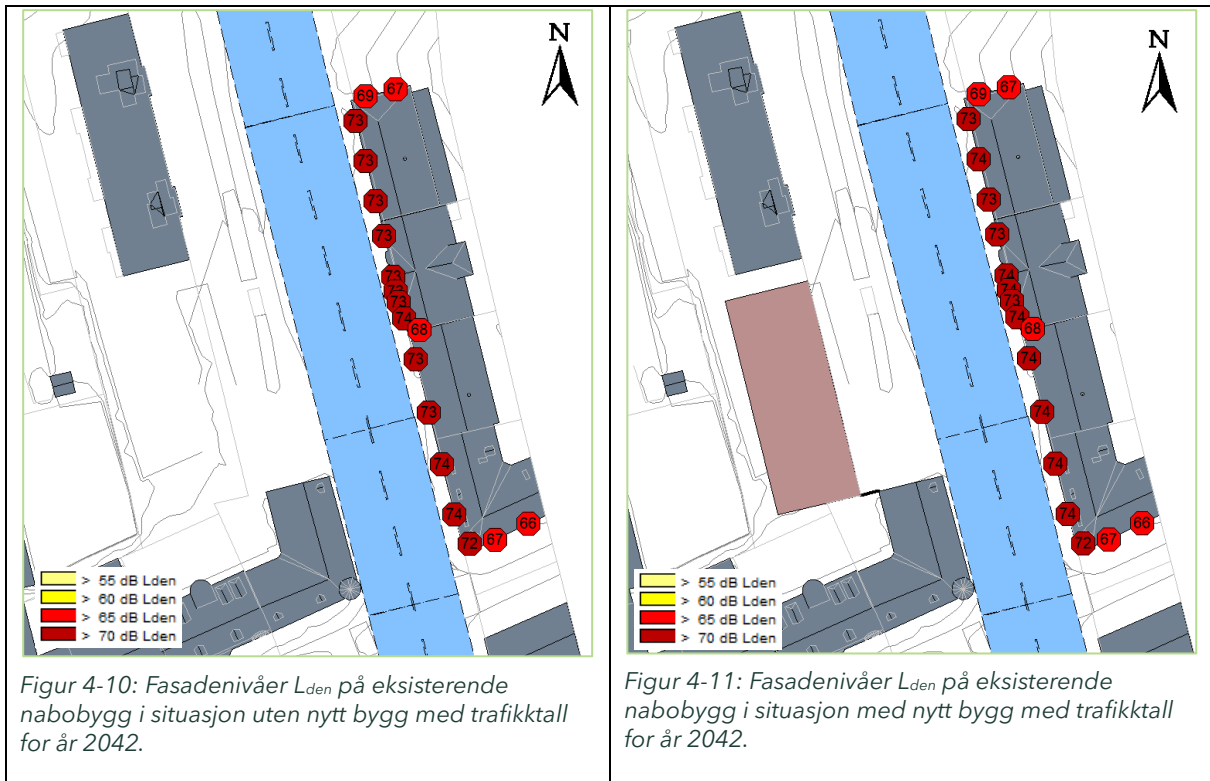 N
69
67
73
73
73
73
73
73
74
68
73
73
74
74
72
67
66
> 55 dB Lden
> 60 dB Lden
> 65 dB Lden
> 70 dB Lden
Figur 4-10: Fasadenivåer Lden på eksisterende
nabobygg i situasjon uten nytt bygg med trafikktall
for år 2042.
N
69
67
73
74
73
73
74
74
73
74
68
74
74
74
74
72
67
66
> 55 dB Lden
> 60 dB Lden
> 65 dB Lden
> 70 dB Lden
Figur 4-11: Fasadenivåer Lden på eksisterende
nabobygg i situasjon med nytt bygg med trafikktall
for år 2042.